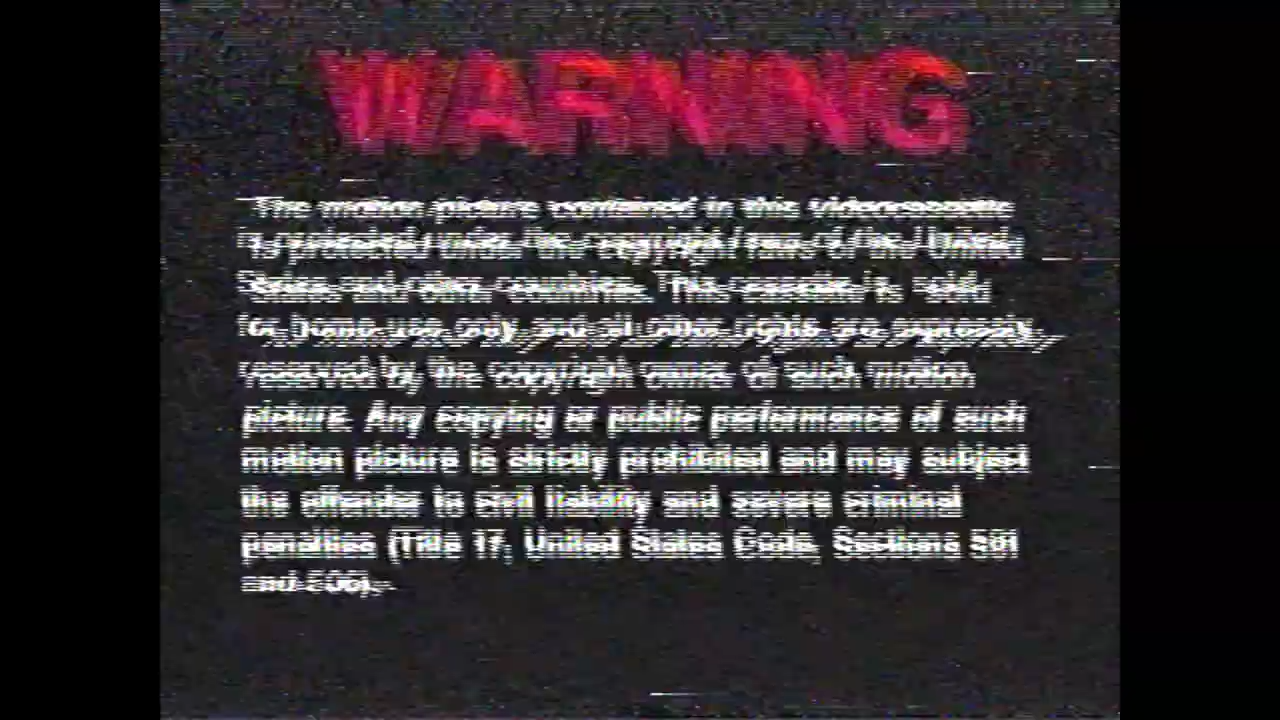 WARNING
The motion picture contained in this videocassette
is protected under the copyright laws of the United
States and other countries. This cassette is sold
for home use only and all other rights are expressly
reserved by the copyright owner of such motion
picture. Any copying or public performance of such
motion picture is strictly prohibited and may subject
the offender to civil liability and severe criminal
penalties (Title 17, United States Code, Sections 501
and 506).